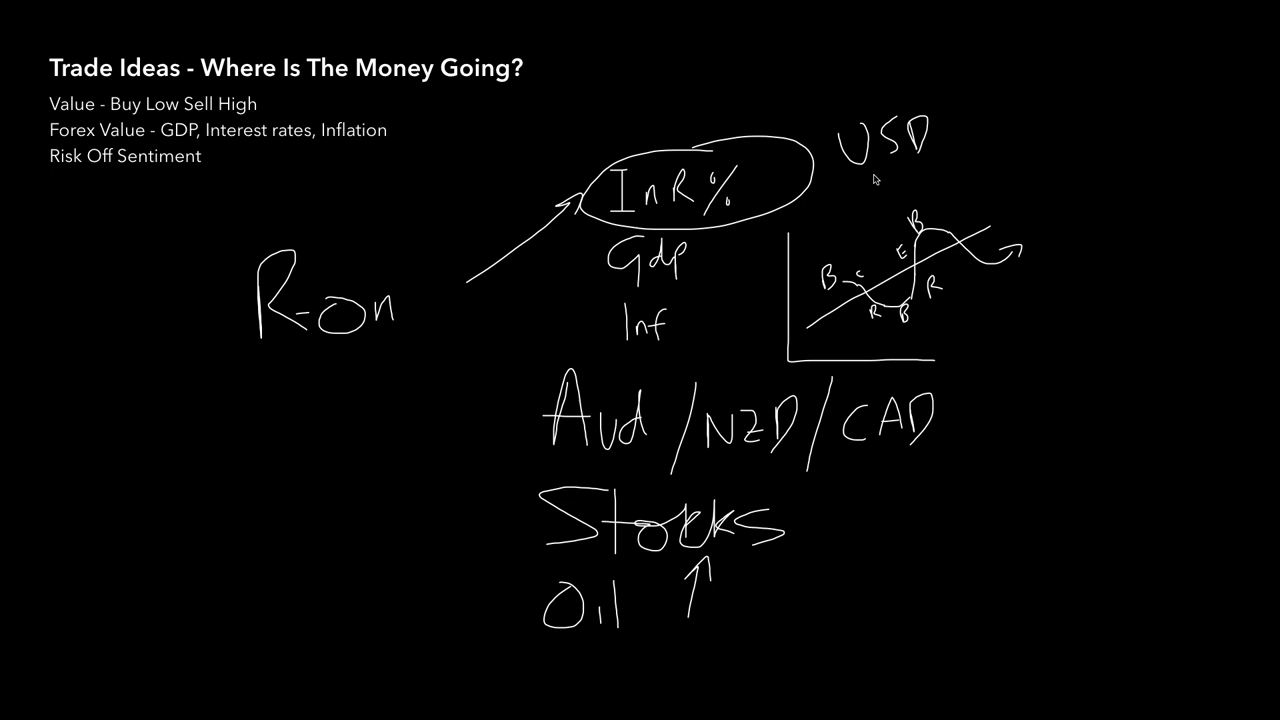 Trade Ideas - Where Is The Money Going?
Value - Buy Low Sell High
Forex Value - GDP, Interest rates, Inflation
Risk Off Sentiment
USD
InR%
Gdp
B
E
B
C
R
R
B
R-On
Inf
Aud/NZD/CAD
Stocks
Oil